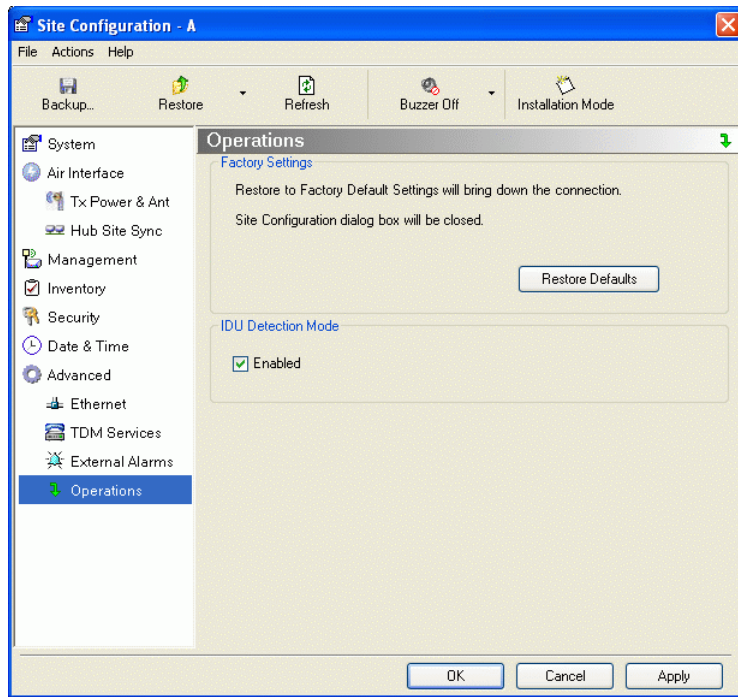 Site Configuration - A
File Actions Help
Backup... Restore Refresh Buzzer Off Installation Mode
System
Air Interface
Tx Power & Ant
Hub Site Sync
Management
Inventory
Security
Date & Time
Advanced
Ethernet
TDM Services
External Alarms
Operations
Operations
Factory Settings
Restore to Factory Default Settings will bring down the connection.
Site Configuration dialog box will be closed.
Restore Defaults
IDU Detection Mode
Enabled
OK Cancel Apply